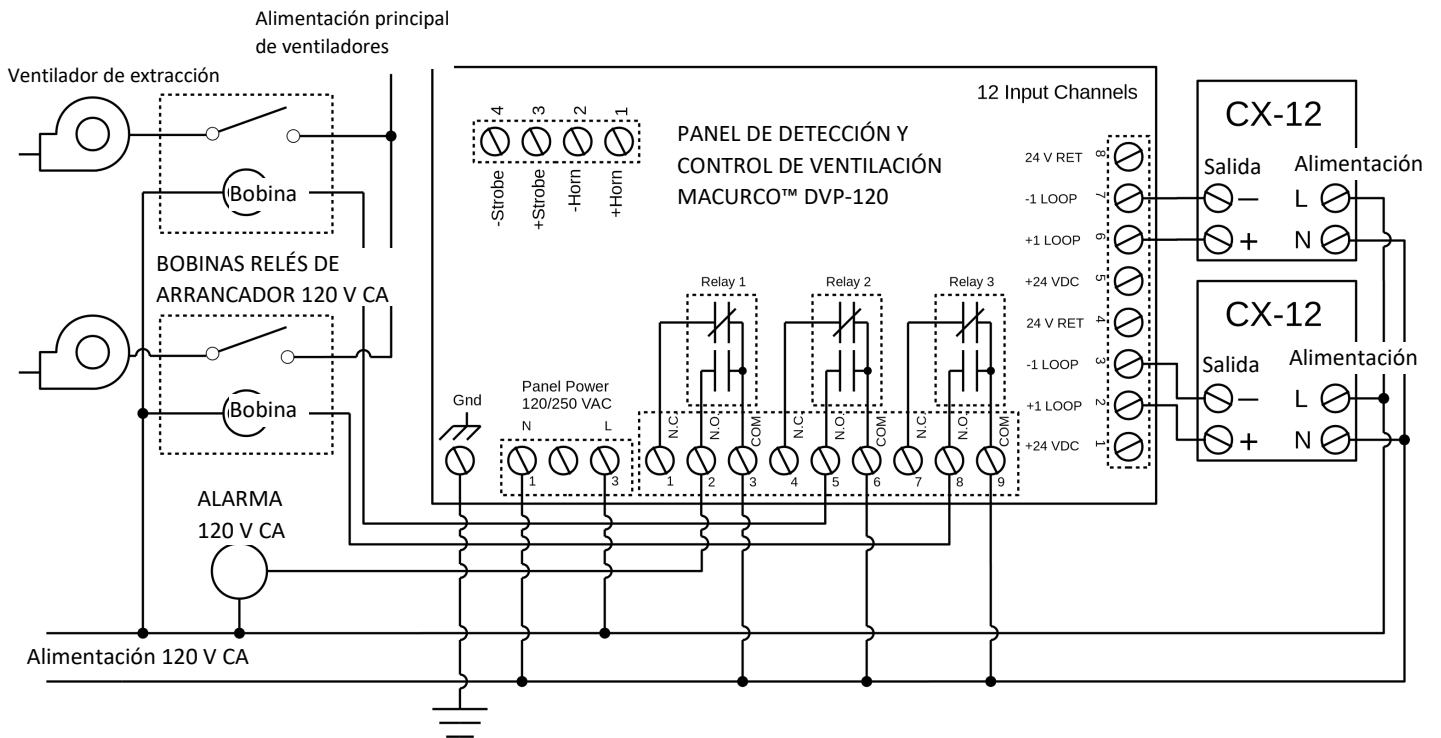 Alimentación principal
de ventiladores
Ventilador de extracción
Bobina
BOBINAS RELÉS DE
ARRANCADOR 120 V CA
Bobina
ALARMA
120 V CA
Alimentación 120 V CA
4
3
2
1
-Strobe
+Strobe
-Horn
+Horn
PANEL DE DETECCIÓN Y
CONTROL DE VENTILACIÓN
MACURCO™ DVP-120
12 Input Channels
24 V RET 8
-1 LOOP 7
+1 LOOP 6
+24 VDC 5
24 V RET 4
-1 LOOP 3
+1 LOOP 2
+24 VDC 1
Relay 1
Relay 2
Relay 3
Gnd
Panel Power
120/250 VAC
N L
1 3
N.C. N.O. COM N.C. N.O. COM N.C. N.O. COM
1 2 3 4 5 6 7 8 9
CX-12
Salida Alimentación
– L
+ N
CX-12
Salida Alimentación
– L
+ N